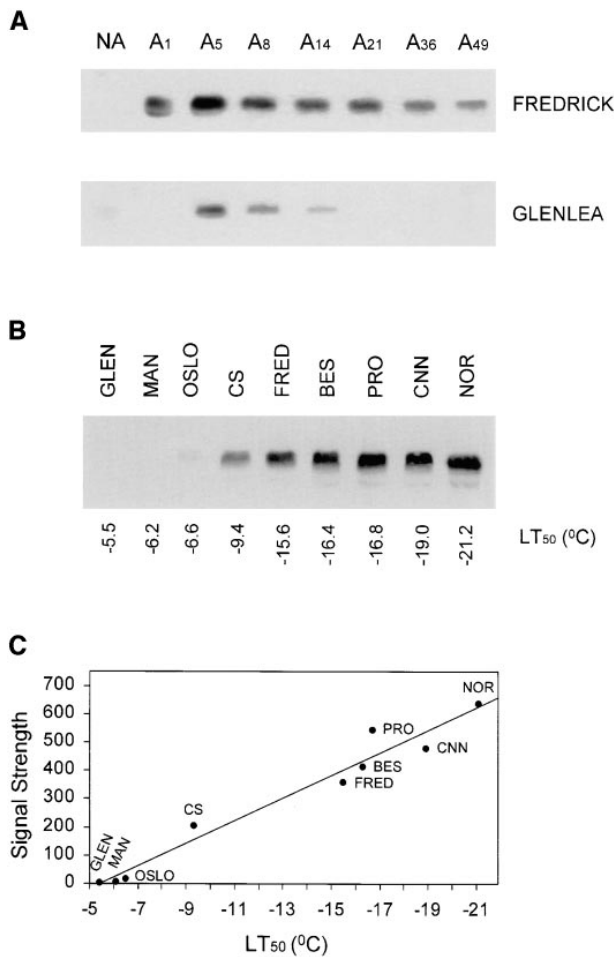 A
NA A₁ A₅ A₈ A₁₄ A₂₁ A₃₆ A₄₉
FREDRICK
GLENLEA
B
GLEN MAN OSLO CS FRED BES PRO CNN NOR
-5.5 -6.2 -6.6 -9.4 -15.6 -16.4 -16.8 -19.0 -21.2 LT₅₀ (⁰C)
C
Signal Strength
700
600
500
400
300
200
100
0
NOR
PRO
CNN
BES
FRED
CS
GLEN
MAN
OSLO
-5 -7 -9 -11 -13 -15 -17 -19 -21
LT₅₀ (⁰C)